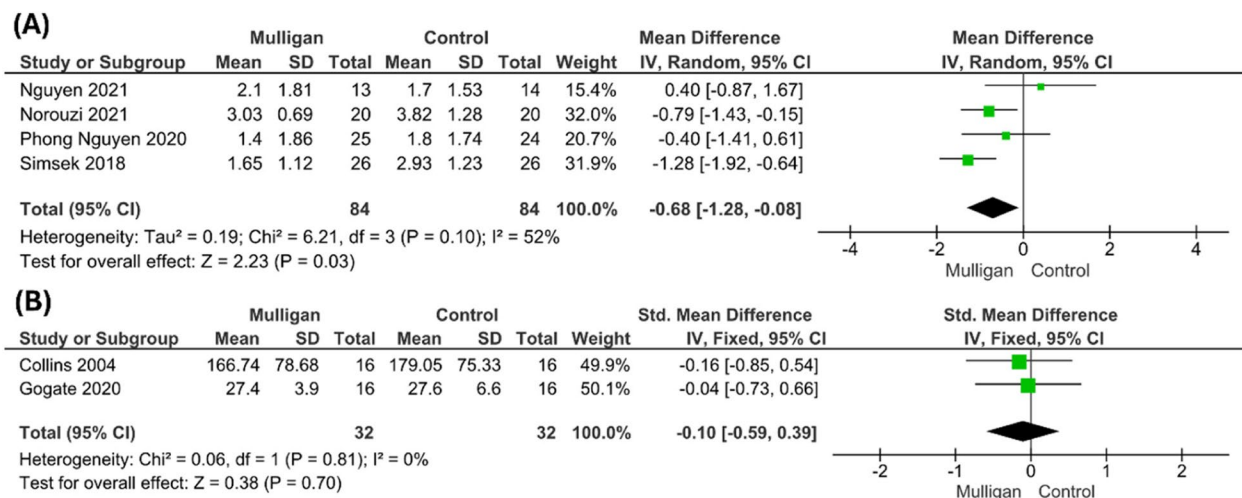 (A)
Mulligan Control Mean Difference Mean Difference
Study or Subgroup Mean SD Total Mean SD Total Weight IV, Random, 95% CI IV, Random, 95% CI
Nguyen 2021 2.1 1.81 13 1.7 1.53 14 15.4% 0.40 [-0.87, 1.67]
Norouzi 2021 3.03 0.69 20 3.82 1.28 20 32.0% -0.79 [-1.43, -0.15]
Phong Nguyen 2020 1.4 1.86 25 1.8 1.74 24 20.7% -0.40 [-1.41, 0.61]
Simsek 2018 1.65 1.12 26 2.93 1.23 26 31.9% -1.28 [-1.92, -0.64]
Total (95% CI) 84 84 100.0% -0.68 [-1.28, -0.08]
Heterogeneity: Tau² = 0.19; Chi² = 6.21, df = 3 (P = 0.10); I² = 52%
Test for overall effect: Z = 2.23 (P = 0.03)
-4 -2 0 2 4
Mulligan Control
(B)
Mulligan Control Std. Mean Difference Std. Mean Difference
Study or Subgroup Mean SD Total Mean SD Total Weight IV, Fixed, 95% CI IV, Fixed, 95% CI
Collins 2004 166.74 78.68 16 179.05 75.33 16 49.9% -0.16 [-0.85, 0.54]
Gogate 2020 27.4 3.9 16 27.6 6.6 16 50.1% -0.04 [-0.73, 0.66]
Total (95% CI) 32 32 100.0% -0.10 [-0.59, 0.39]
Heterogeneity: Chi² = 0.06, df = 1 (P = 0.81); I² = 0%
Test for overall effect: Z = 0.38 (P = 0.70)
-2 -1 0 1 2
Mulligan Control